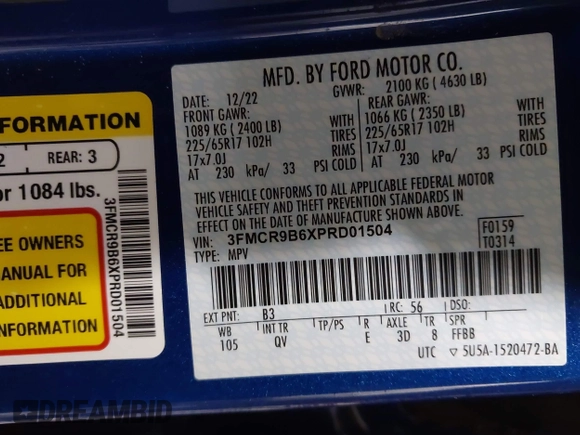 FORMATION
2 REAR: 3
or 1084 lbs.
EE OWNERS
MANUAL FOR
ADDITIONAL
INFORMATION
3FMCR9B6XPRD01504
MFD. BY FORD MOTOR CO.
DATE: 12/22 GVWR: 2100 KG ( 4630 LB)
FRONT GAWR: REAR GAWR:
1089 KG ( 2400 LB) WITH 1066 KG ( 2350 LB) WITH
225/65R17 102H TIRES 225/65R17 102H TIRES
17x7.0J RIMS 17x7.0J RIMS
AT 230 kPa/ 33 PSI COLD AT 230 kPa/ 33 PSI COLD
THIS VEHICLE CONFORMS TO ALL APPLICABLE FEDERAL MOTOR
VEHICLE SAFETY AND THEFT PREVENTION STANDARDS IN EFFECT
ON THE DATE OF MANUFACTURE SHOWN ABOVE.
VIN: 3FMCR9B6XPRD01504 F0159
TYPE: MPV T0314
EXT PNT: B3 RC: 56 DSO:
WB INT TR TP/PS R AXLE TR SPR
105 QV E 3D 8 FFBB
UTC ▽ 5U5A-1520472-BA
DREAMBID